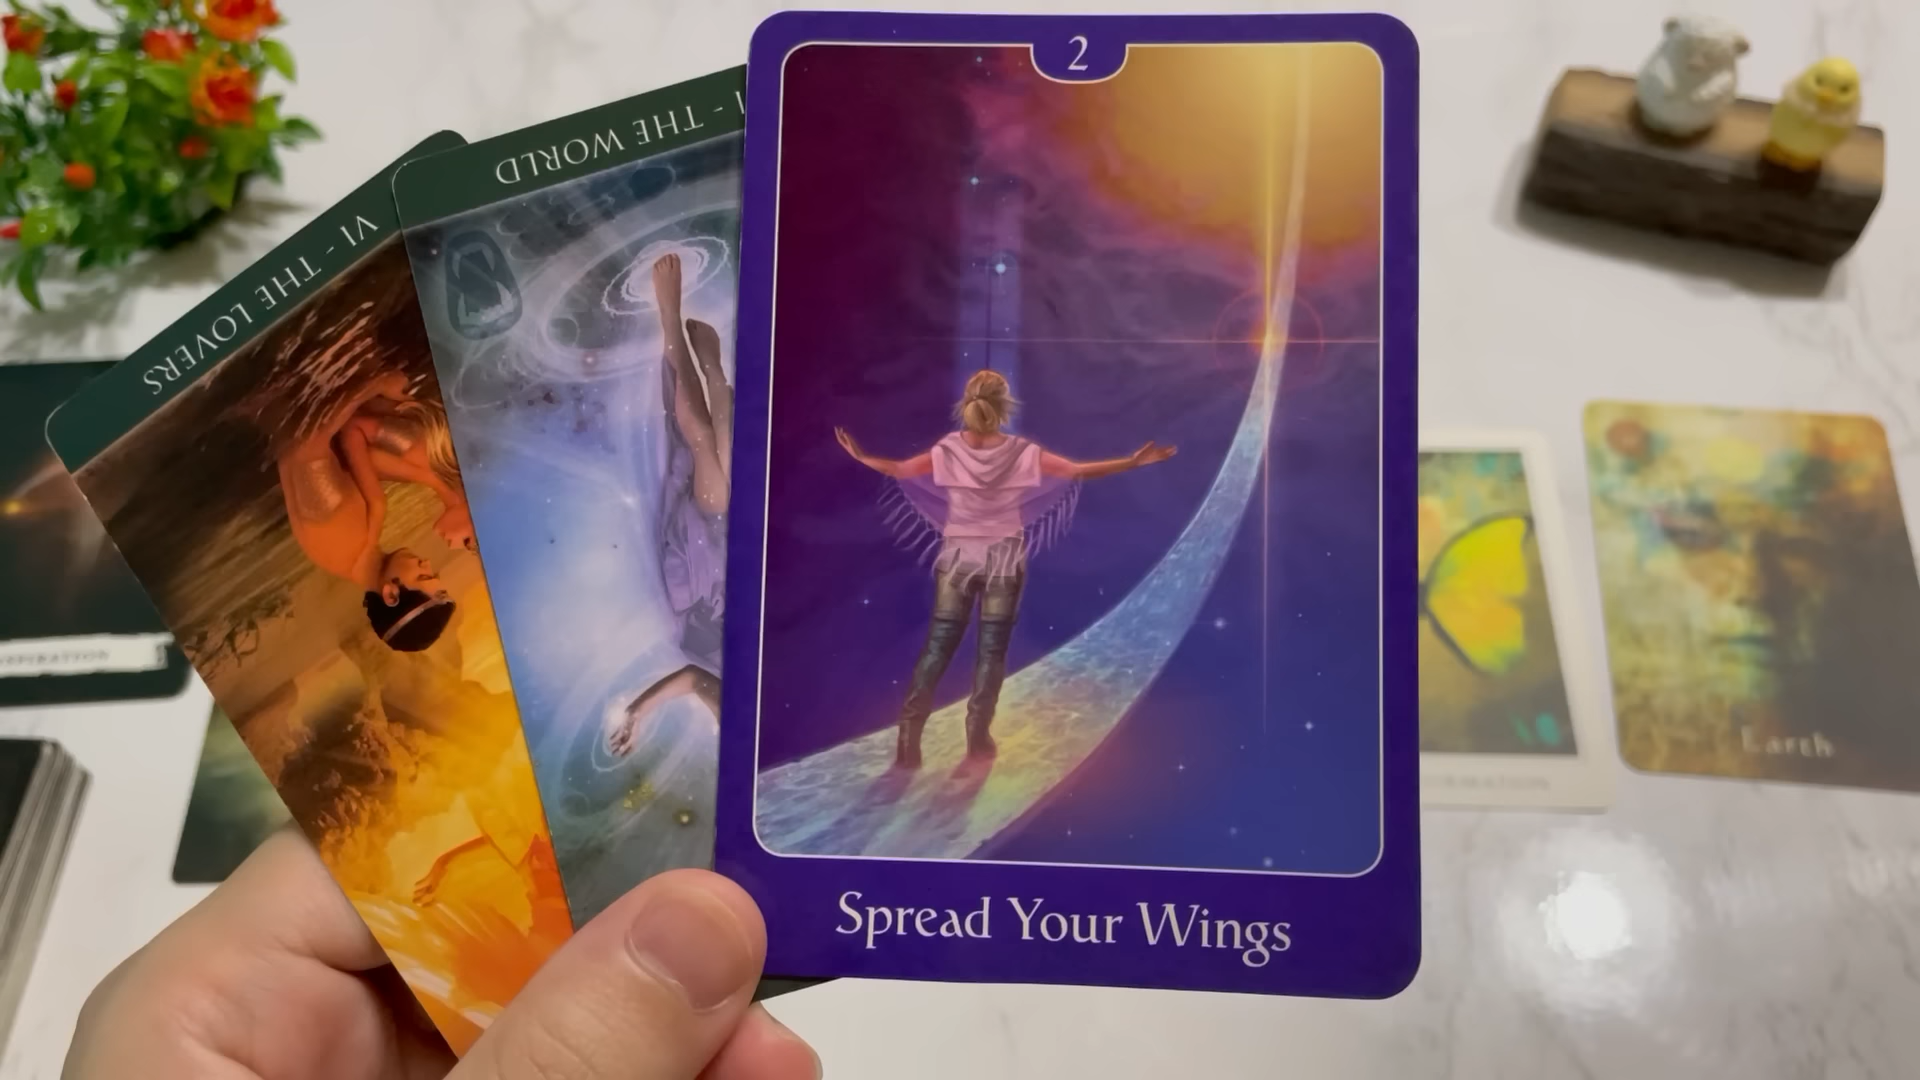 VI - THE LOVERS
I - THE WORLD
2
Spread Your Wings
Earth